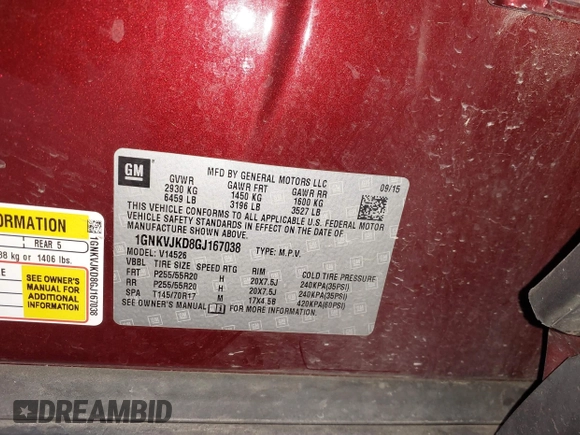 GM
MFD BY GENERAL MOTORS LLC
09/15
GVWR GAWR FRT GAWR RR
2930 KG 1450 KG 1600 KG
6459 LB 3196 LB 3527 LB
THIS VEHICLE CONFORMS TO ALL APPLICABLE U.S. FEDERAL MOTOR
VEHICLE SAFETY STANDARDS IN EFFECT ON THE DATE OF
MANUFACTURE SHOWN ABOVE.
1GNKVJKD8GJ167038 TYPE: M.P.V.
MODEL: V14526
VBBL TIRE SIZE SPEED RTG RIM COLD TIRE PRESSURE
FRT P255/55R20 H 20X7.5J 240KPA(35PSI)
RR P255/55R20 H 20X7.5J 240KPA(35PSI)
SPA T145/70R17 M 17X4.5B 420KPA(60PSI)
SEE OWNER'S MANUAL FOR MORE INFORMATION.
FORMATION
REAR 5
38 kg or 1406 lbs.
SEE OWNER'S
MANUAL FOR
ADDITIONAL
INFORMATION
1GNKVJKD8GJ167038
DREAMBID